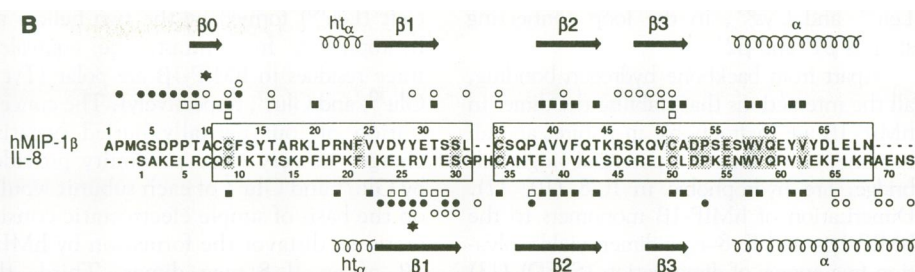 B β0 htα β1 β2 β3 α
1 5 10 15 20 25 30 35 40 45 50 55 60 65
hMIP-1β APMGSDPPTACCFSYTARKLPRNFVVDYYETSSL--CSQPAVVFQTKRSKQVCADPSESWVQEYVYDLELN----
IL-8 ----SAKELRCQCIKTYSKPFHPKFIKELRVIESGPHCANTEIIVKLSDGRELCLDPKENWVQRVVEKFLKRAENS
1 5 10 15 20 25 30 35 40 45 50 55 60 65 70
htα β1 β2 β3 α